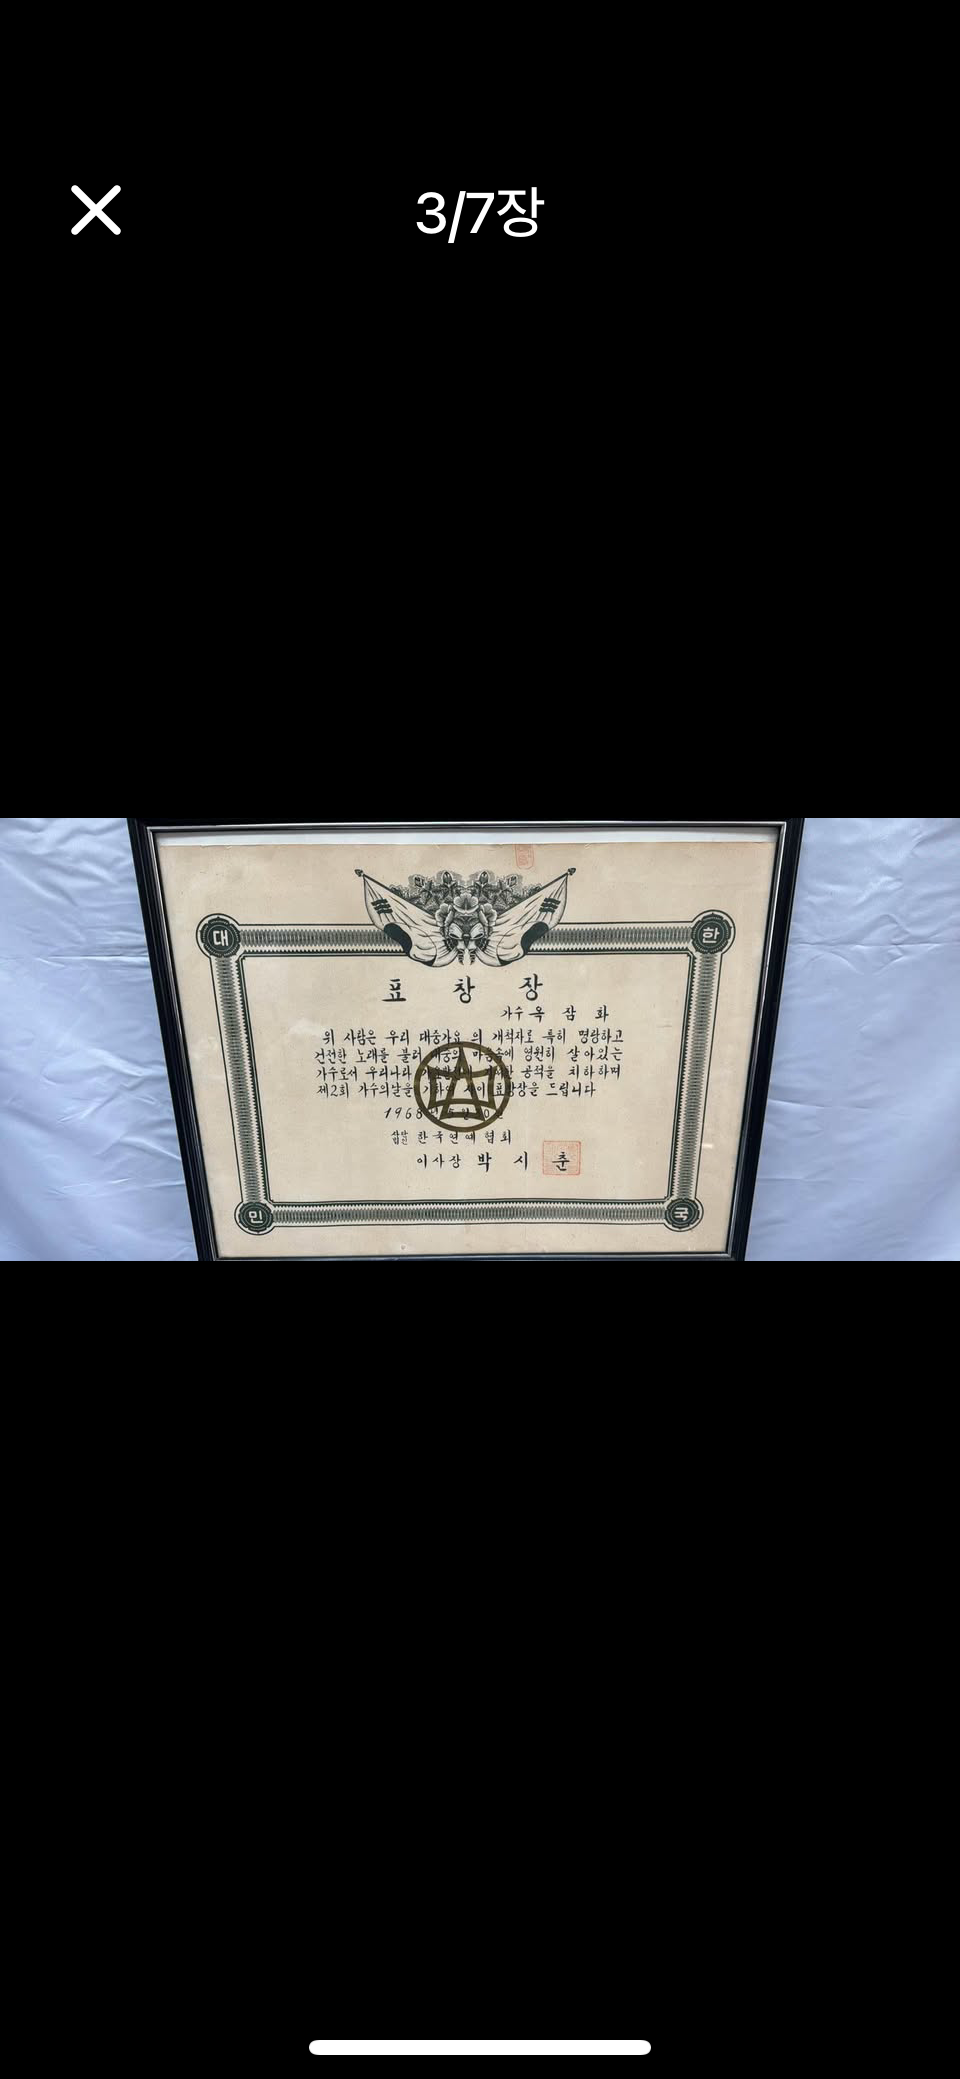 3/7장
대 한
표 창 장
가수 옥 잠 화
위 사람은 우리 대중가요 의 개척자로 특히 명랑하고
건전한 노래를 불러 대중의 마음속에 영원히 살아있는
가수로서 우리나라 공적을 치하하며
제2회 가수의날을 기하여 표창장을 드립니다
1968
한국연예협회
이사장 박 시 춘
민 국